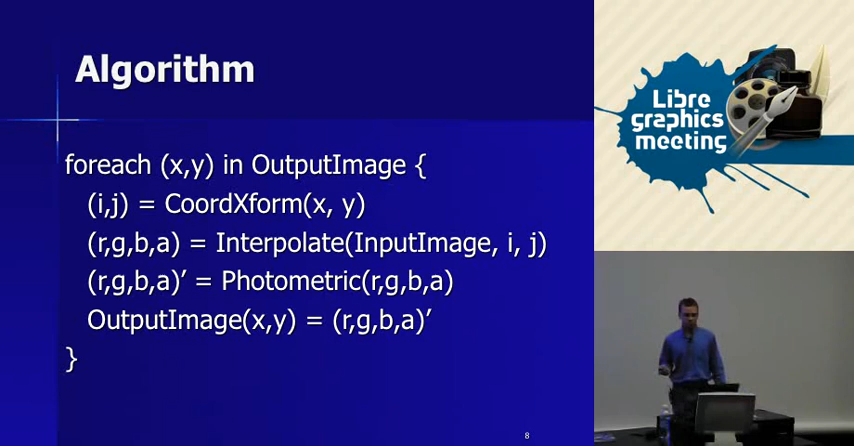 Algorithm
foreach (x,y) in OutputImage {
(i,j) = CoordXform(x, y)
(r,g,b,a) = Interpolate(InputImage, i, j)
(r,g,b,a)’ = Photometric(r,g,b,a)
OutputImage(x,y) = (r,g,b,a)’
}
8
Libre
graphics
meeting